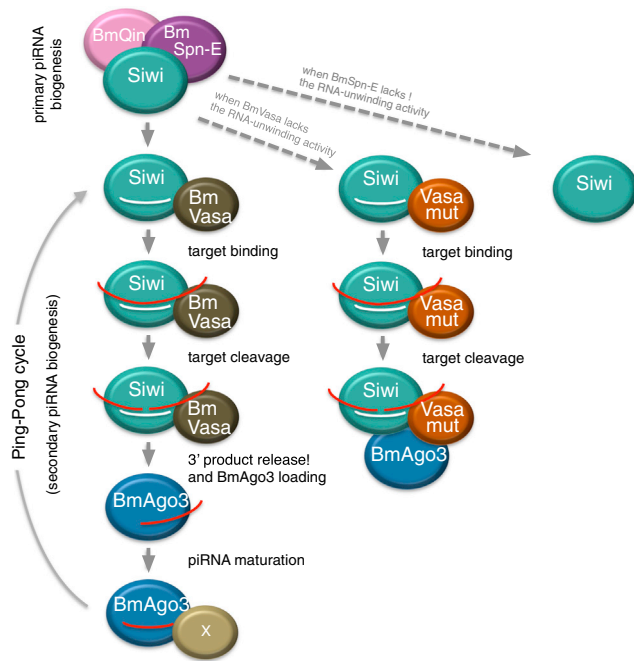 primary piRNA
biogenesis
BmQin
Bm
Spn-E
Siwi
when BmSpn-E lacks !
the RNA-unwinding activity
when BmVasa lacks
the RNA-unwinding activity
Siwi
Bm
Vasa
Siwi
Vasa
mut
Siwi
target binding
target binding
Siwi
Bm
Vasa
Siwi
Vasa
mut
target cleavage
target cleavage
Siwi
Bm
Vasa
Siwi
Vasa
mut
BmAgo3
3’ product release!
and BmAgo3 loading
BmAgo3
piRNA maturation
BmAgo3
X
Ping-Pong cycle
(secondary piRNA biogenesis)